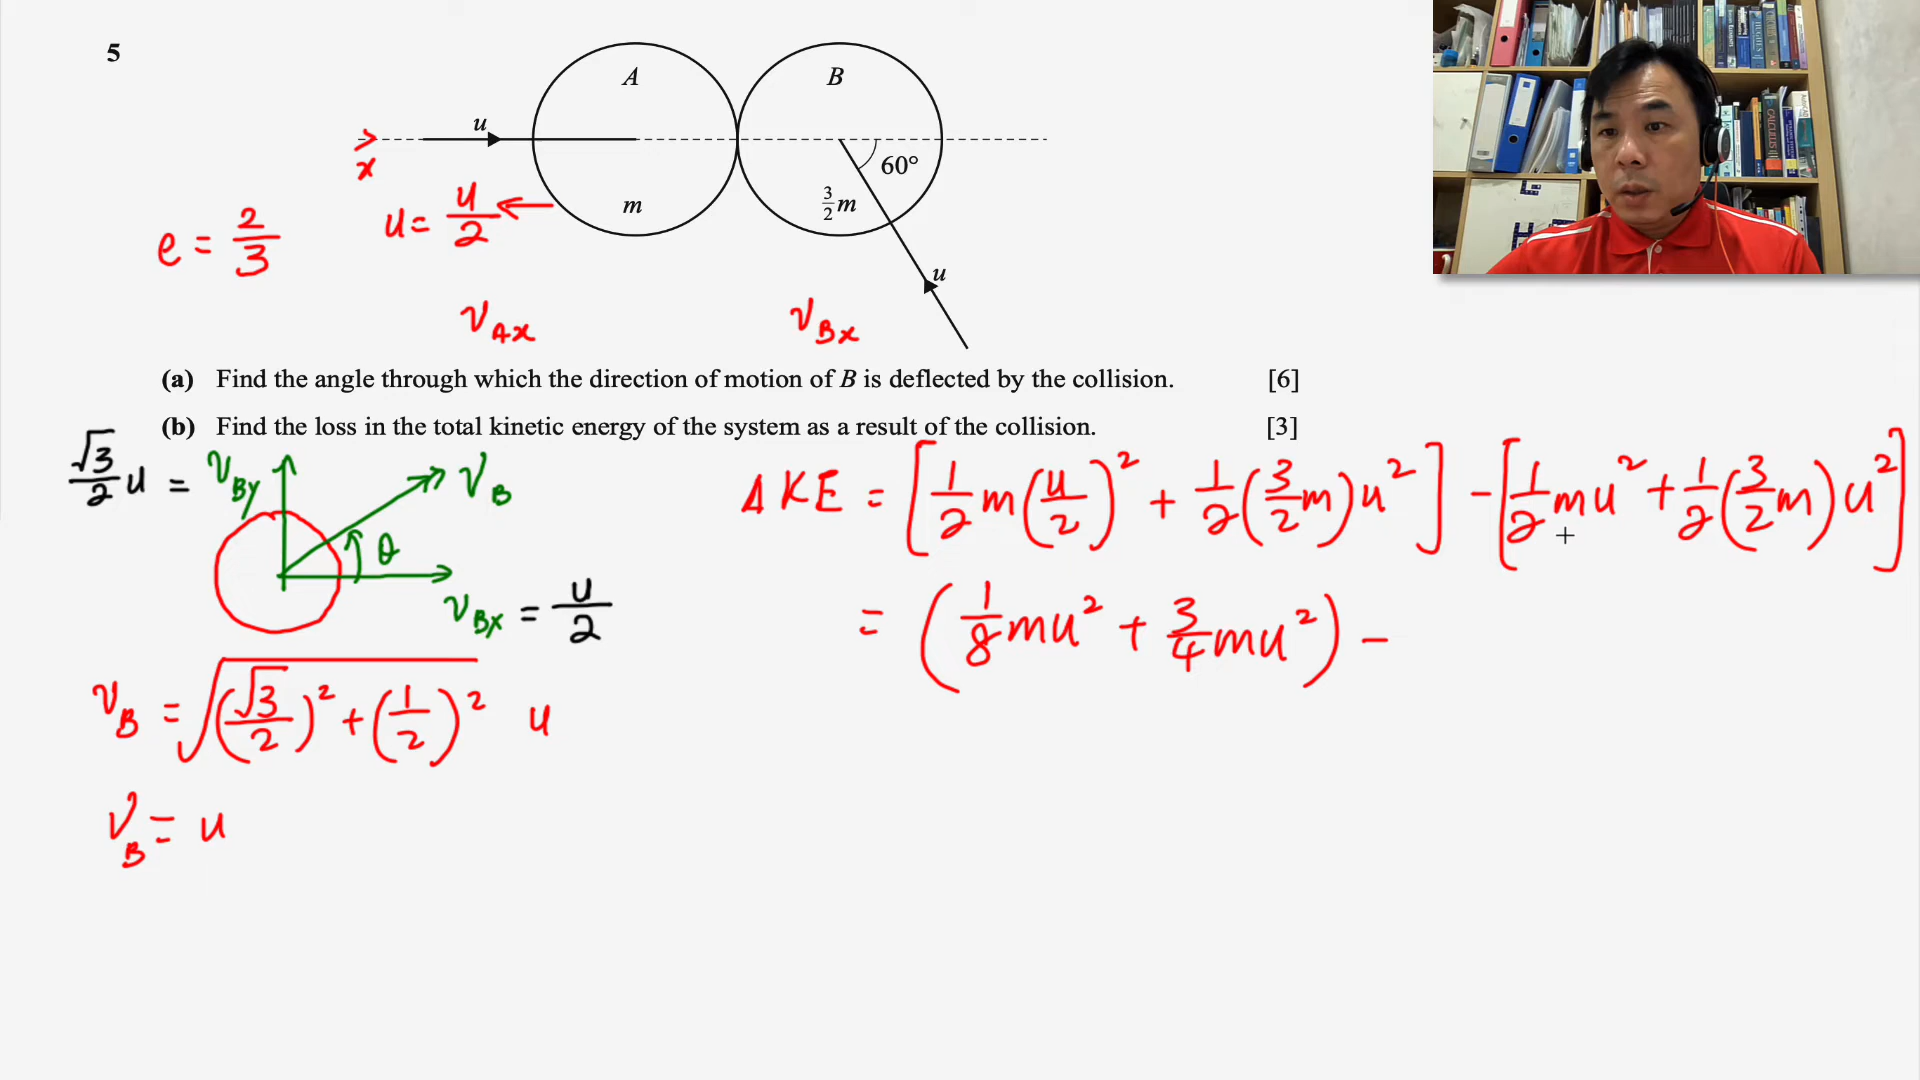 5
A B
u
> x
60°
e = 2/3
u = u/2 ←
m
3/2 m
u
v_Ax v_Bx
(a) Find the angle through which the direction of motion of B is deflected by the collision. [6]
(b) Find the loss in the total kinetic energy of the system as a result of the collision. [3]
√3/2 u = v_By
v_B
θ
v_Bx = u/2
v_B = √((√3/2)² + (1/2)²) u
v_B = u
ΔKE = [1/2 m(u/2)² + 1/2(3/2 m)u²] - [1/2 mu² + 1/2(3/2 m)u²]
= (1/8 mu² + 3/4 mu²) -